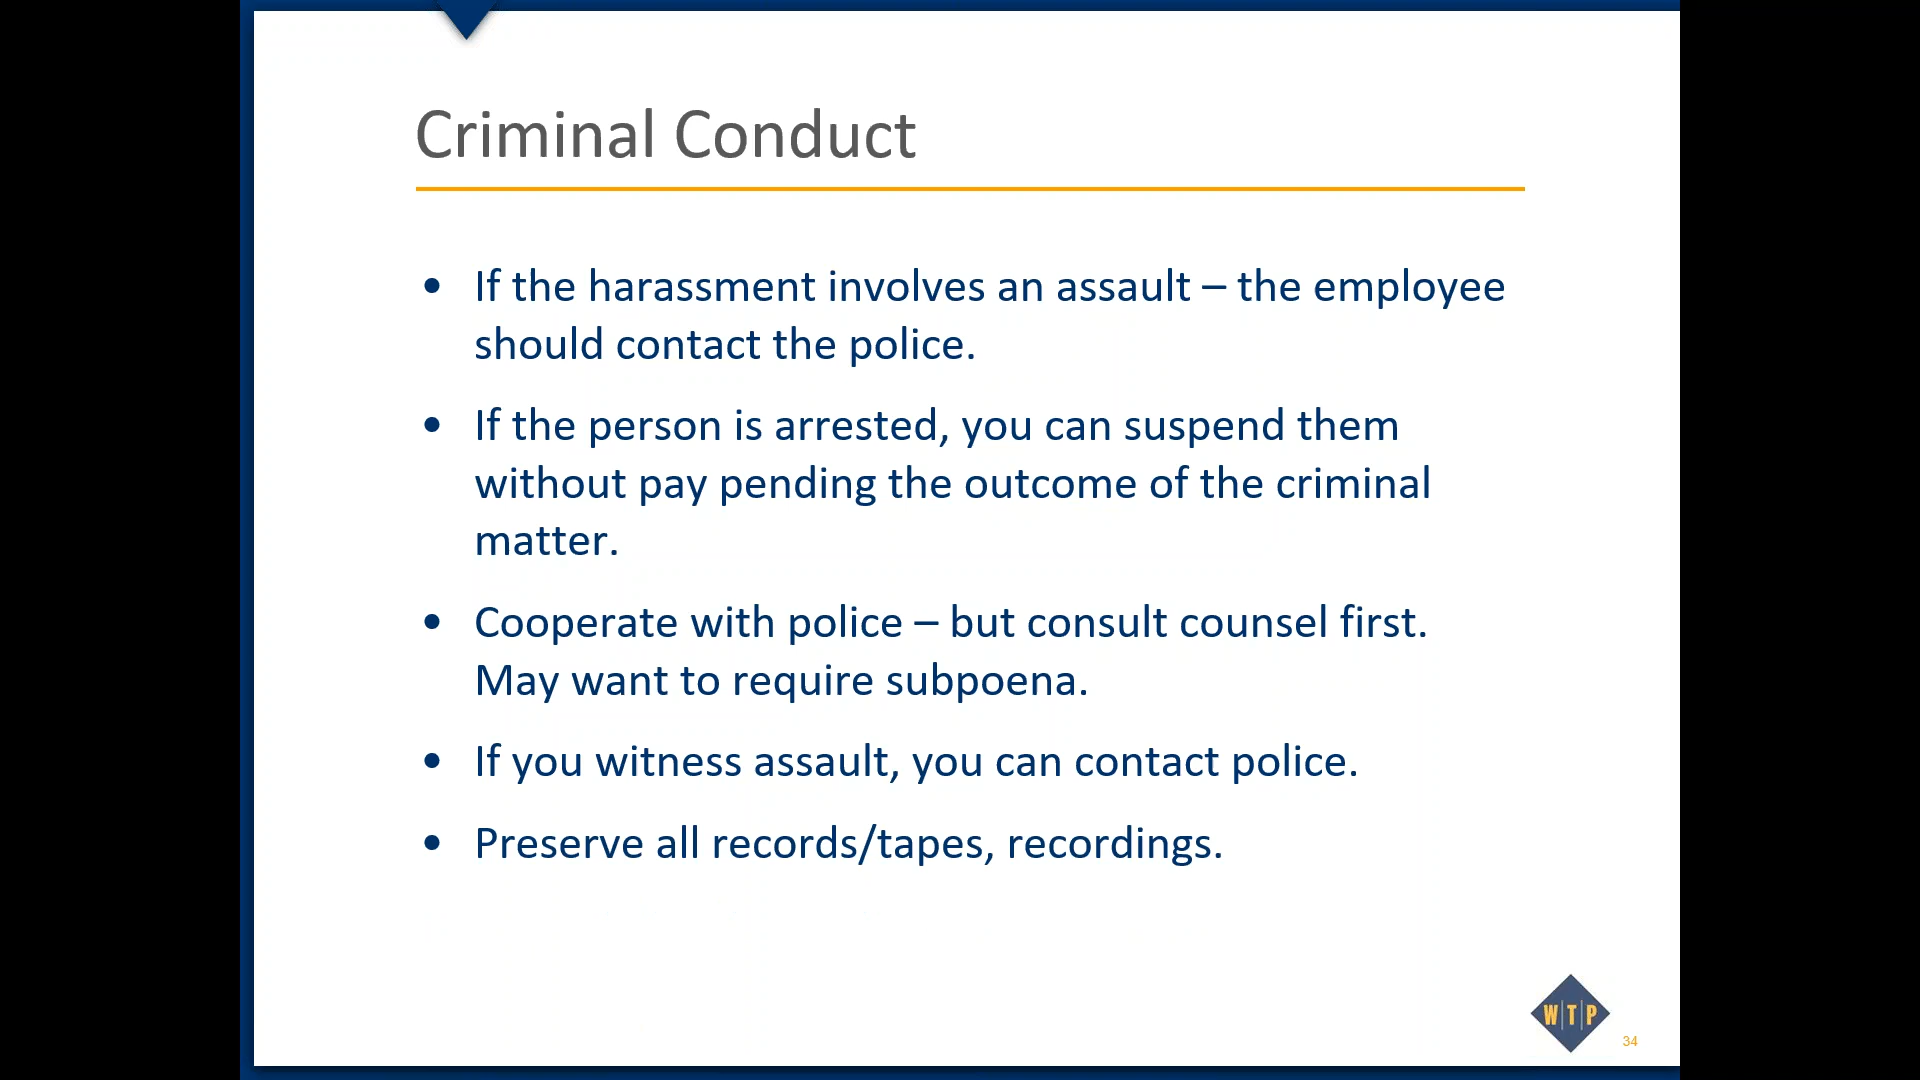 Criminal Conduct
• If the harassment involves an assault – the employee
should contact the police.
• If the person is arrested, you can suspend them
without pay pending the outcome of the criminal
matter.
• Cooperate with police – but consult counsel first.
May want to require subpoena.
• If you witness assault, you can contact police.
• Preserve all records/tapes, recordings.
W|T|P
34